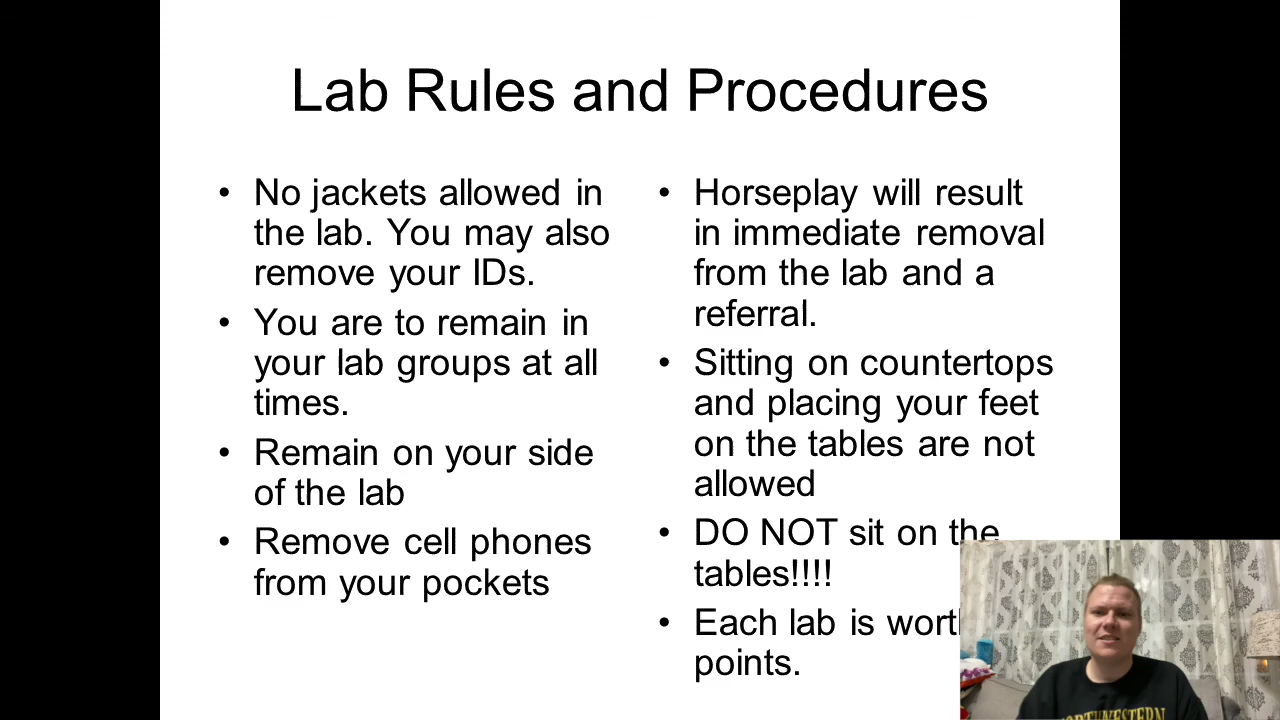 Lab Rules and Procedures
• No jackets allowed in
the lab. You may also
remove your IDs.
• You are to remain in
your lab groups at all
times.
• Remain on your side
of the lab
• Remove cell phones
from your pockets
• Horseplay will result
in immediate removal
from the lab and a
referral.
• Sitting on countertops
and placing your feet
on the tables are not
allowed
• DO NOT sit on the
tables!!!!
• Each lab is worth
points.